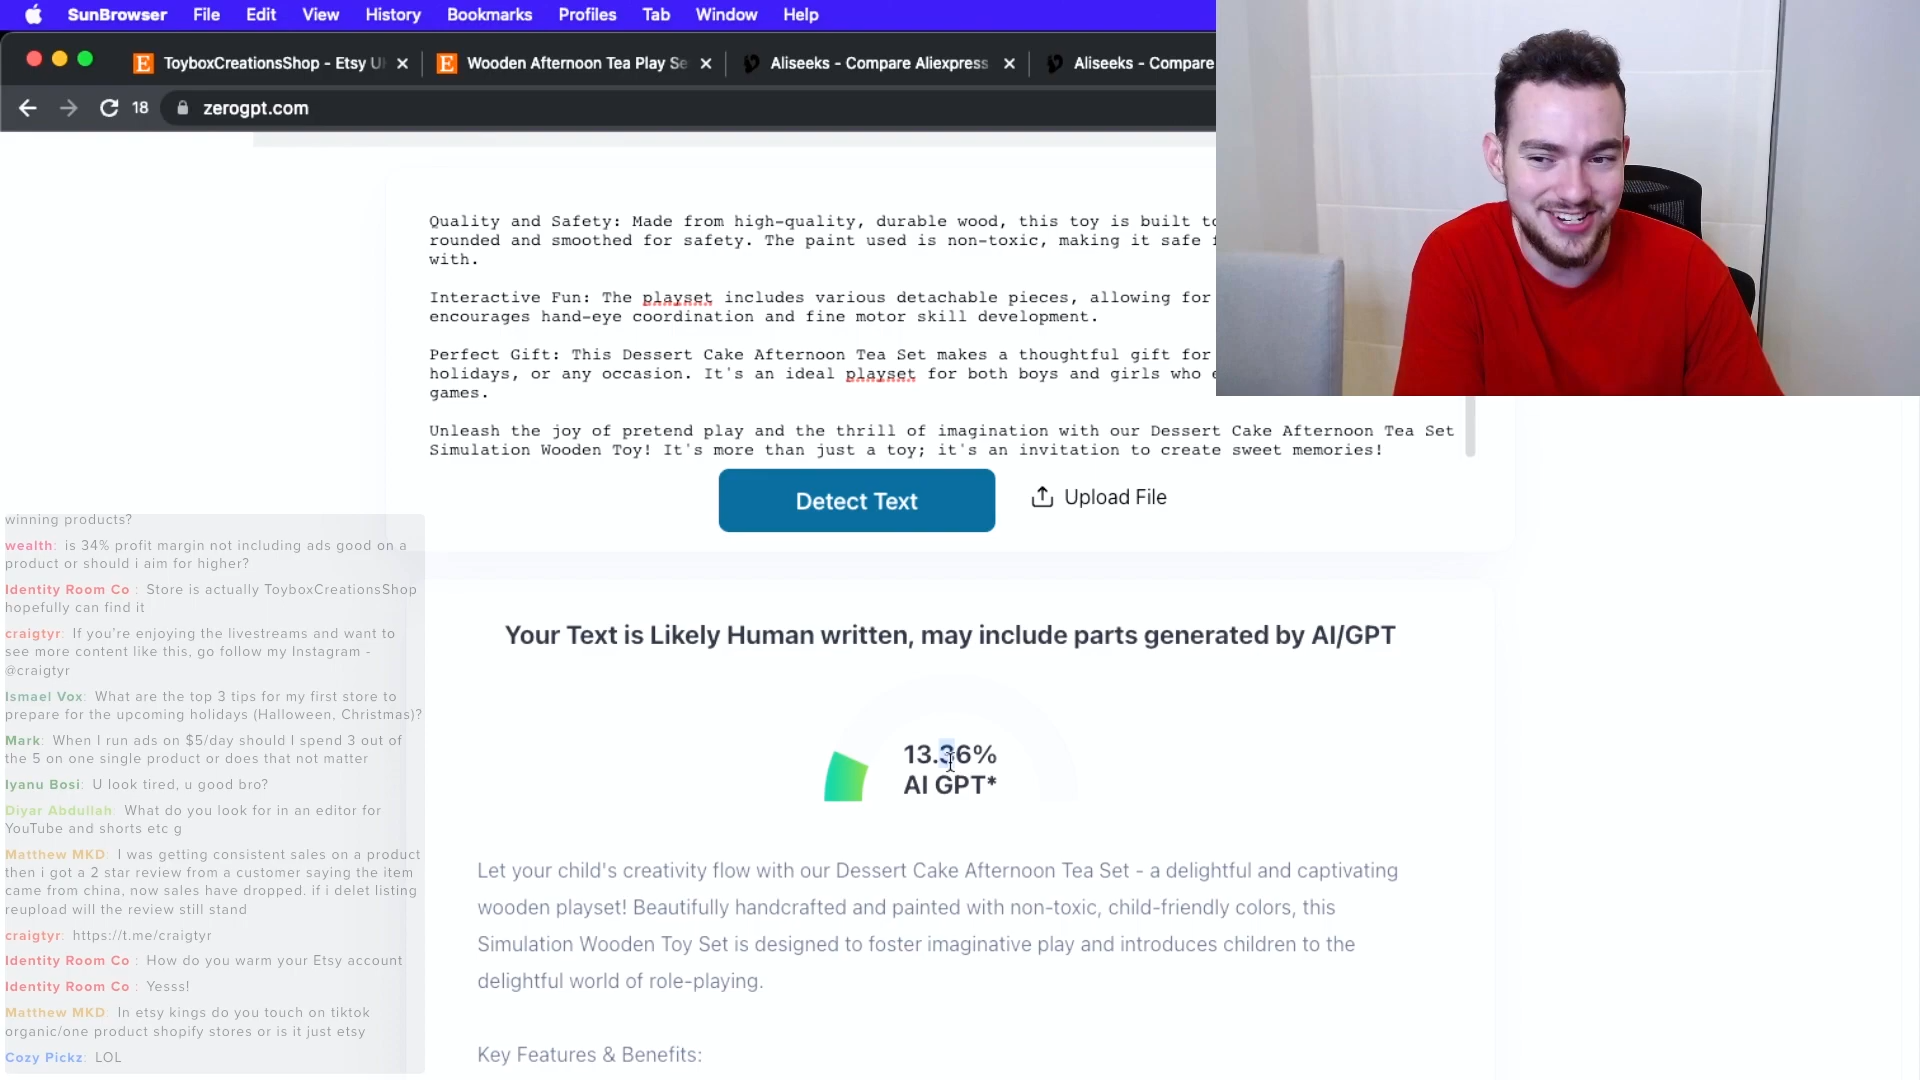 SunBrowser File Edit View History Bookmarks Profiles Tab Window Help
ToyboxCreationsShop - Etsy U
Wooden Afternoon Tea Play Se
Aliseeks - Compare Aliexpress
Aliseeks - Compare
18 zerogpt.com
Quality and Safety: Made from high-quality, durable wood, this toy is built to
rounded and smoothed for safety. The paint used is non-toxic, making it safe
with.
Interactive Fun: The playset includes various detachable pieces, allowing for
encourages hand-eye coordination and fine motor skill development.
Perfect Gift: This Dessert Cake Afternoon Tea Set makes a thoughtful gift for
holidays, or any occasion. It's an ideal playset for both boys and girls who
games.
Unleash the joy of pretend play and the thrill of imagination with our Dessert Cake Afternoon Tea Set
Simulation Wooden Toy! It's more than just a toy; it's an invitation to create sweet memories!
Detect Text
Upload File
Your Text is Likely Human written, may include parts generated by AI/GPT
13.36%
AI GPT*
Let your child's creativity flow with our Dessert Cake Afternoon Tea Set - a delightful and captivating
wooden playset! Beautifully handcrafted and painted with non-toxic, child-friendly colors, this
Simulation Wooden Toy Set is designed to foster imaginative play and introduces children to the
delightful world of role-playing.
Key Features & Benefits:
winning products?
wealth: is 34% profit margin not including ads good on a
product or should i aim for higher?
Identity Room Co : Store is actually ToyboxCreationsShop
hopefully can find it
craigtyr: If you're enjoying the livestreams and want to
see more content like this, go follow my Instagram -
@craigtyr
Ismael Vox: What are the top 3 tips for my first store to
prepare for the upcoming holidays (Halloween, Christmas)?
Mark: When I run ads on $5/day should I spend 3 out of
the 5 on one single product or does that not matter
Iyanu Bosi: U look tired, u good bro?
Diyar Abdullah: What do you look for in an editor for
YouTube and shorts etc g
Matthew MKD: I was getting consistent sales on a product
then i got a 2 star review from a customer saying the item
came from china, now sales have dropped. if i delet listing
reupload will the review still stand
craigtyr: https://t.me/craigtyr
Identity Room Co : How do you warm your Etsy account
Identity Room Co : Yesss!
Matthew MKD: In etsy kings do you touch on tiktok
organic/one product shopify stores or is it just etsy
Cozy Pickz: LOL